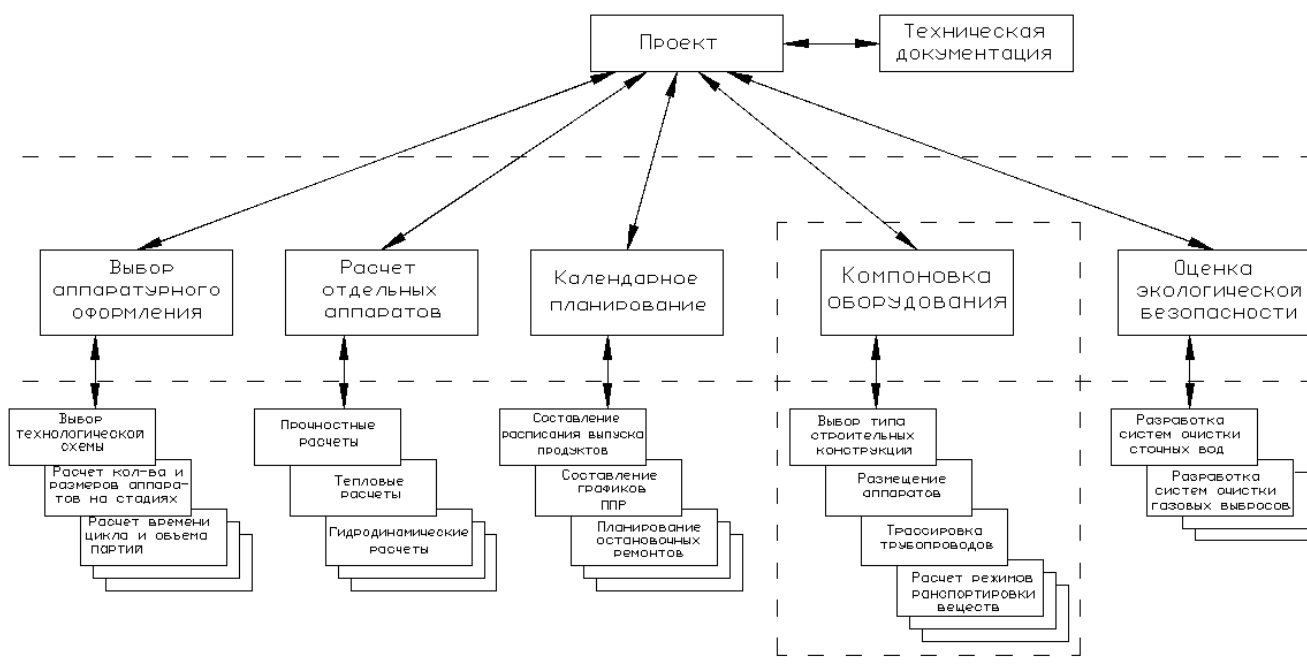 Проект
Техническая
документация
Выбор
аппаратурного
оформления
Расчет
отдельных
аппаратов
Календарное
планирование
Компоновка
оборудования
Оценка
экологической
безопасности
Выбор
технологической
схемы
Расчет кол-ва и
размеров аппара-
тов на стадиях
Расчет времени
цикла и объема
партий
Прочностные
расчеты
Тепловые
расчеты
Гидродинамические
расчеты
Составление
расписания выпуска
продуктов
Составление
графиков
ППР
Планирование
остановочных
ремонтов
Выбор типа
строительных
конструкций
Размещение
аппаратов
Трассировка
трубопроводов
Расчет режимов
ранспортировки
веществ
Разработка
систем очистки
сточных вод
Разработка
систем очистки
газовых выбросов